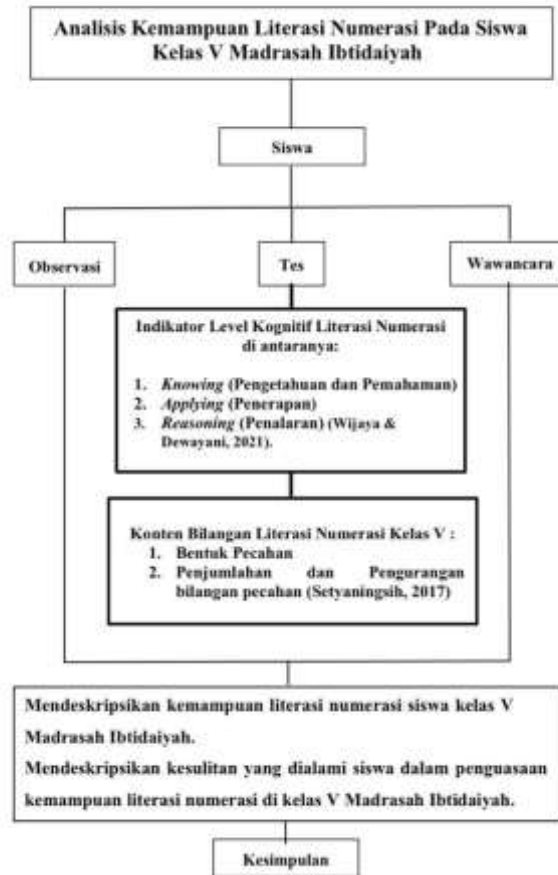 Analisis Kemampuan Literasi Numerasi Pada Siswa
Kelas V Madrasah Ibtidaiyah
Siswa
Observasi
Tes
Wawancara
Indikator Level Kognitif Literasi Numerasi
di antaranya:
1. Knowing (Pengetahuan dan Pemahaman)
2. Applying (Penerapan)
3. Reasoning (Penalaran) (Wijaya &
Dewayani, 2021).
Konten Bilangan Literasi Numerasi Kelas V :
1. Bentuk Pecahan
2. Penjumlahan dan Pengurangan
bilangan pecahan (Setyaningsih, 2017)
Mendeskripsikan kemampuan literasi numerasi siswa kelas V
Madrasah Ibtidaiyah.
Mendeskripsikan kesulitan yang dialami siswa dalam penguasaan
kemampuan literasi numerasi di kelas V Madrasah Ibtidaiyah.
Kesimpulan